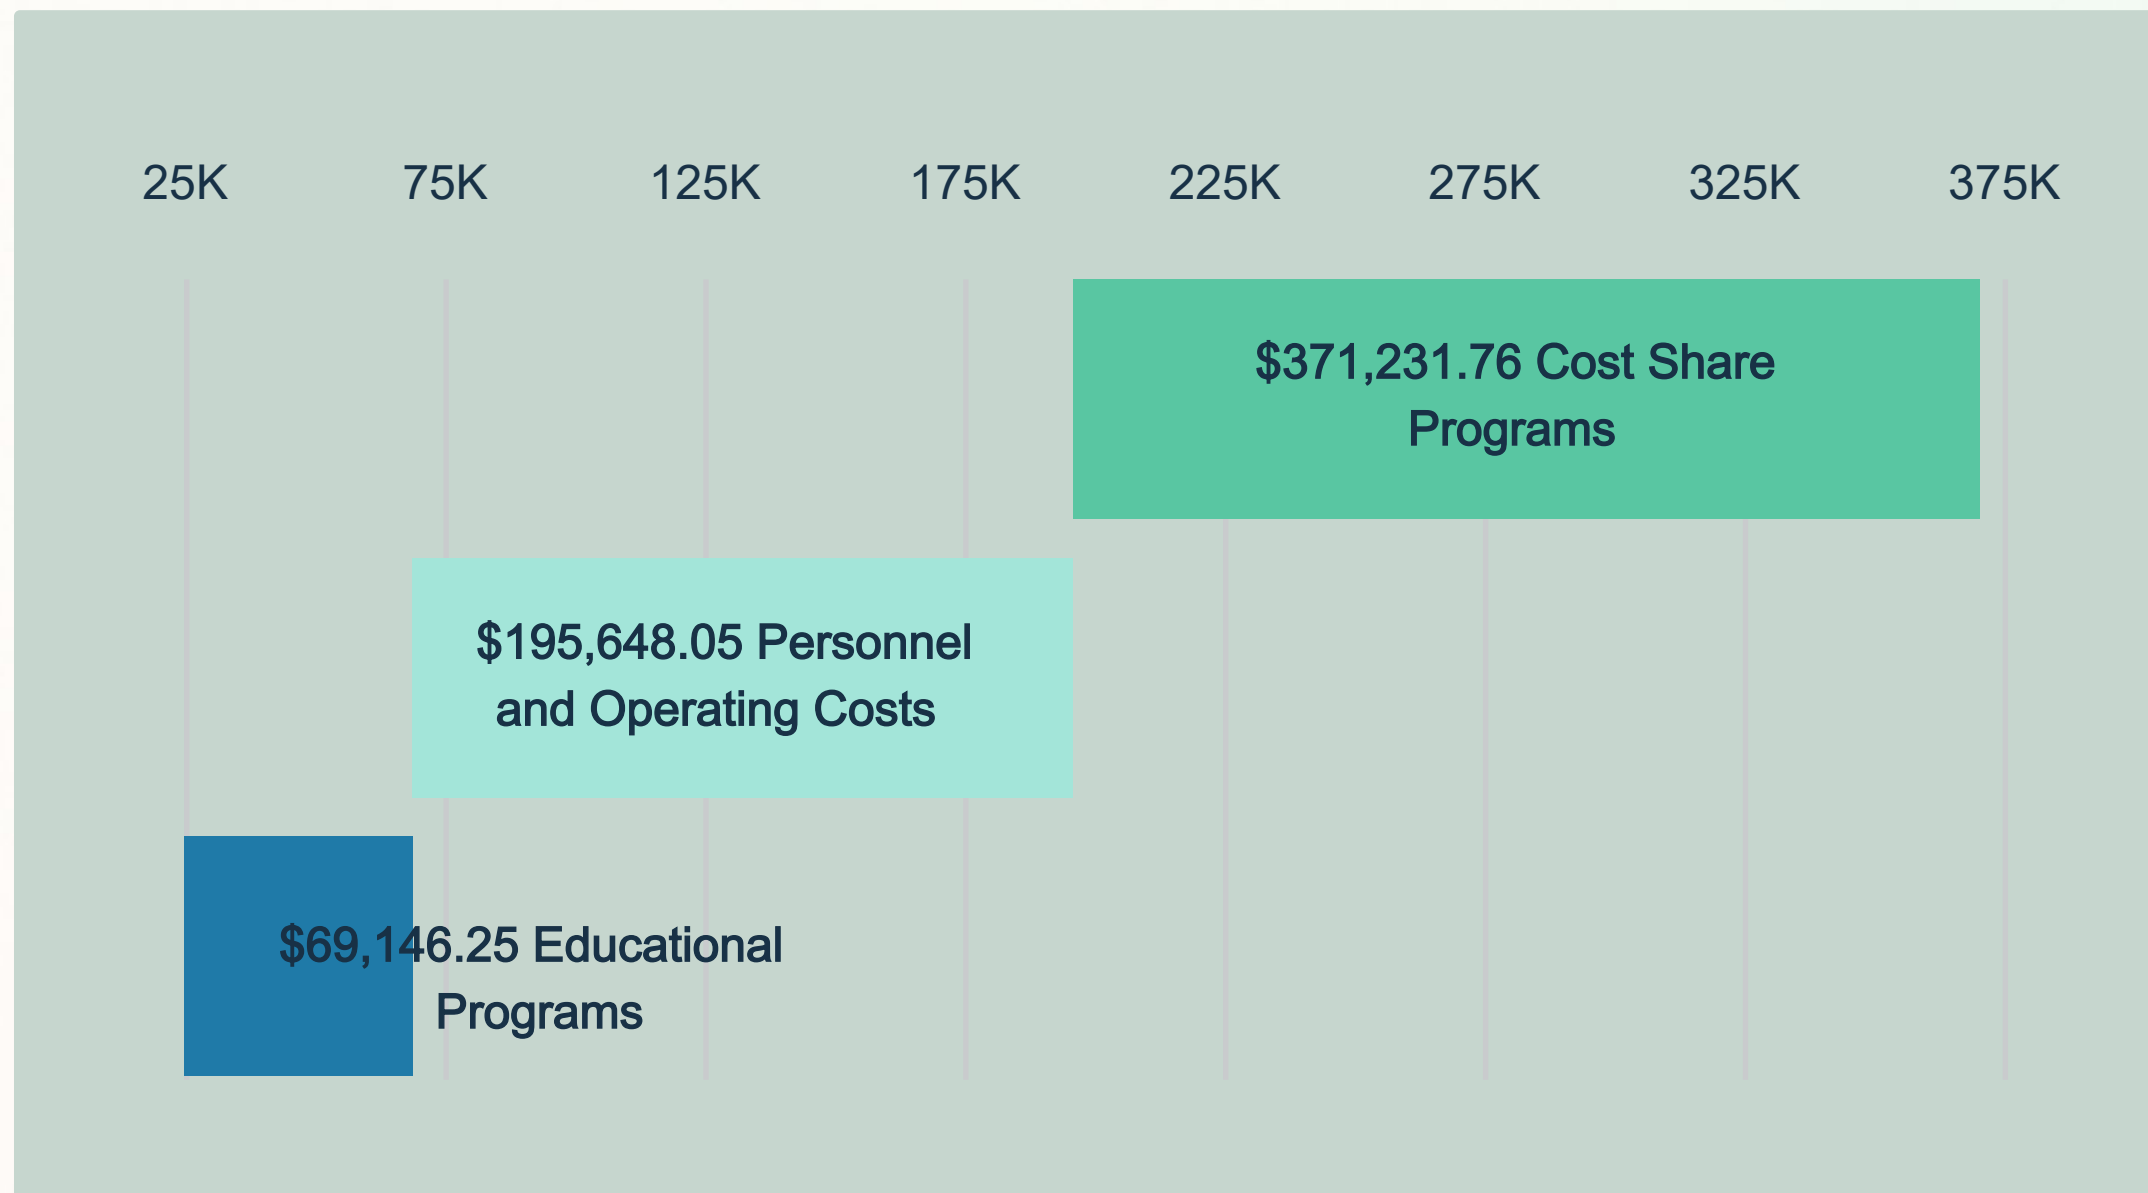 25K 75K 125K 175K 225K 275K 325K 375K
$371,231.76 Cost Share
Programs
$195,648.05 Personnel
and Operating Costs
$69,146.25 Educational
Programs